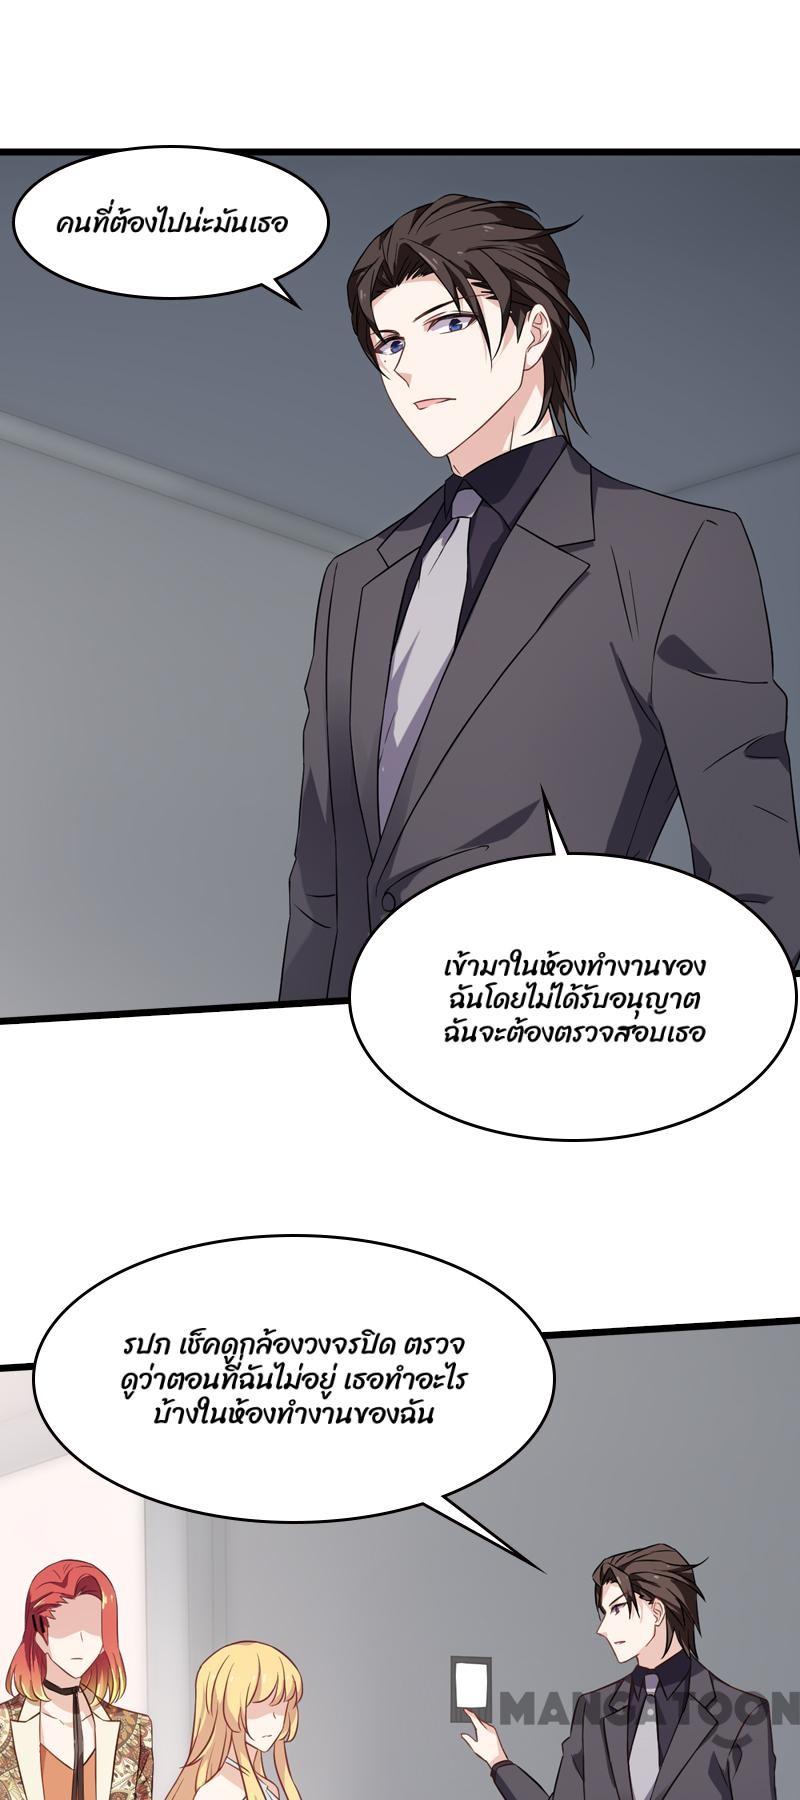 คนที่ต้องไปน่ะมันเธอ
เข้ามาในห้องทำงานของ
ฉันโดยไม่ได้รับอนุญาต
ฉันจะต้องตรวจสอบเธอ
รปภ เช็คดูกล้องวงจรปิด ตรวจ
ดูว่าตอนที่ฉันไม่อยู่ เธอทำอะไร
บ้างในห้องทำงานของฉัน
MANGATOON